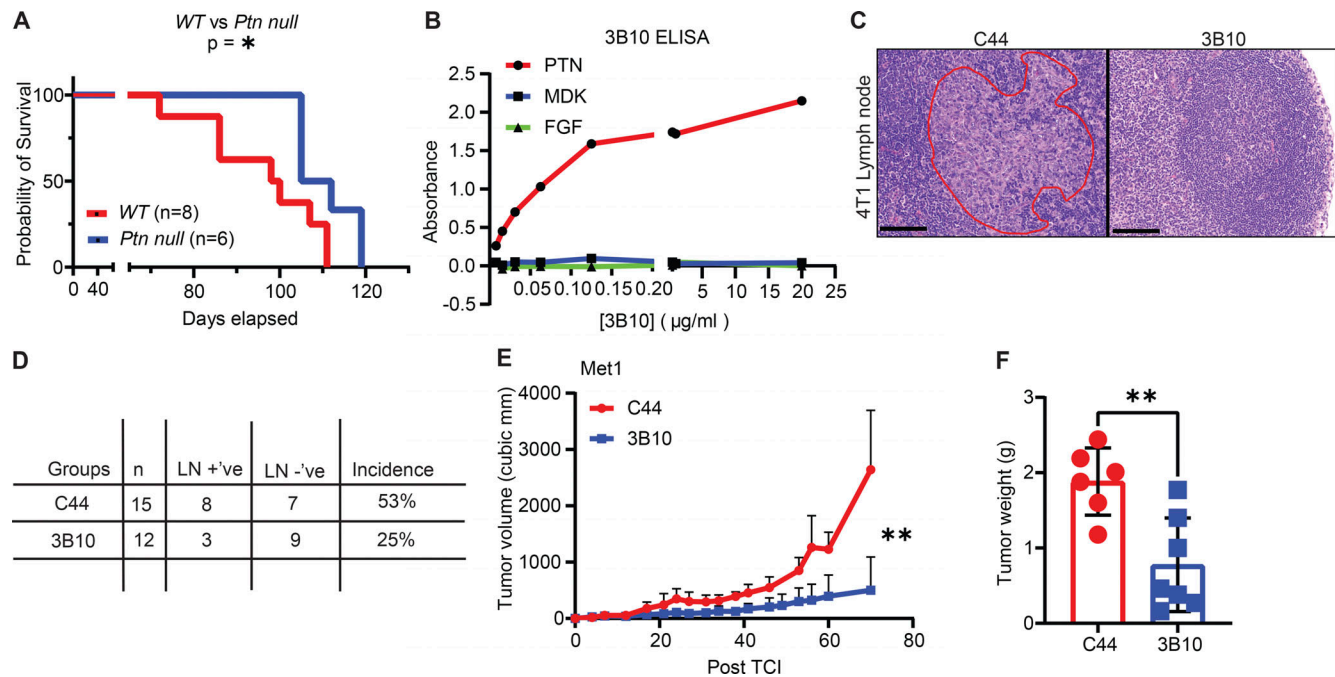 A
WT vs Ptn null
p = *
Probability of Survival
100
50
0
WT (n=8)
Ptn null (n=6)
0 40 80 100 120
Days elapsed
B
3B10 ELISA
PTN
MDK
FGF
Absorbance
2.5
2.0
1.5
1.0
0.5
0.0
-0.5
0.05 0.10 0.15 0.20 5 10 15 20 25
[3B10] ( µg/ml )
C
C44 3B10
4T1 Lymph node
D
Groups n LN +'ve LN -'ve Incidence
C44 15 8 7 53%
3B10 12 3 9 25%
E
Met1
C44
3B10
Tumor volume (cubic mm)
4000
3000
2000
1000
0
**
0 20 40 60 80
Post TCI
F
**
Tumor weight (g)
3
2
1
0
C44 3B10